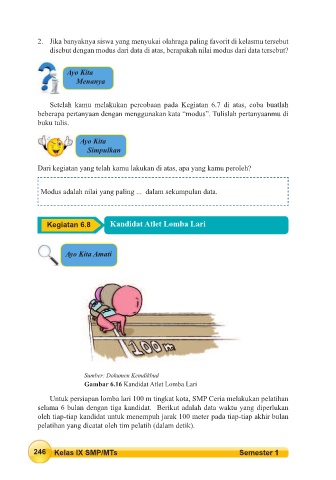 2. Jika banyaknya siswa yang menyukai olahraga paling favorit di kelasmu tersebut
disebut dengan modus dari data di atas, berapakah nilai modus dari data tersebut?
Ayo Kita
Menanya
Setelah kamu melakukan percobaan pada Kegiatan 6.7 di atas, coba buatlah
beberapa pertanyaan dengan menggunakan kata “modus”. Tulislah pertanyaanmu di
buku tulis.
Ayo Kita
Simpulkan
Dari kegiatan yang telah kamu lakukan di atas, apa yang kamu peroleh?
Modus adalah nilai yang paling ... dalam sekumpulan data.
Kegiatan 6.8 Kandidat Atlet Lomba Lari
Ayo Kita Amati
100 m
Sumber: Dokumen Kemdikbud
Gambar 6.16 Kandidat Atlet Lomba Lari
Untuk persiapan lomba lari 100 m tingkat kota, SMP Ceria melakukan pelatihan
selama 6 bulan dengan tiga kandidat. Berikut adalah data waktu yang diperlukan
oleh tiap-tiap kandidat untuk menempuh jarak 100 meter pada tiap-tiap akhir bulan
pelatihan yang dicatat oleh tim pelatih (dalam detik).
246 Kelas IX SMP/MTs Semester 1